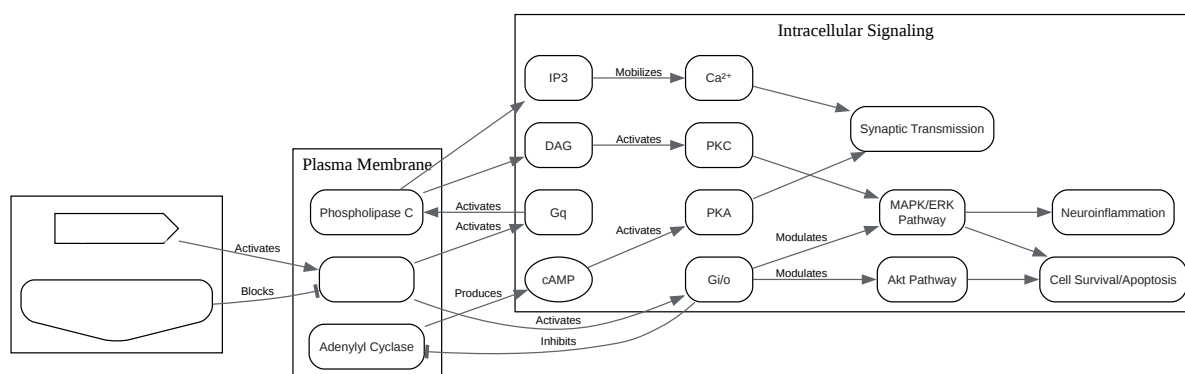 Intracellular Signaling
IP3
Mobilizes
Ca²⁺
Synaptic Transmission
DAG
Activates
PKC
Plasma Membrane
Phospholipase C
Activates
Gq
PKA
MAPK/ERK
Pathway
Neuroinflammation
Activates
Activates
Activates
Modulates
Blocks
Produces
cAMP
Gi/o
Modulates
Akt Pathway
Cell Survival/Apoptosis
Activates
Adenylyl Cyclase
Inhibits